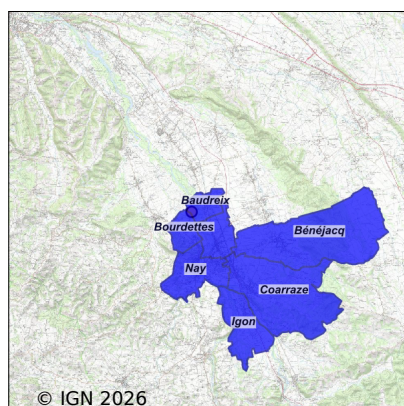 Baudreix
Bourdettes
Bénéjacq
Nay
Coarraze
Igon
© IGN 2026